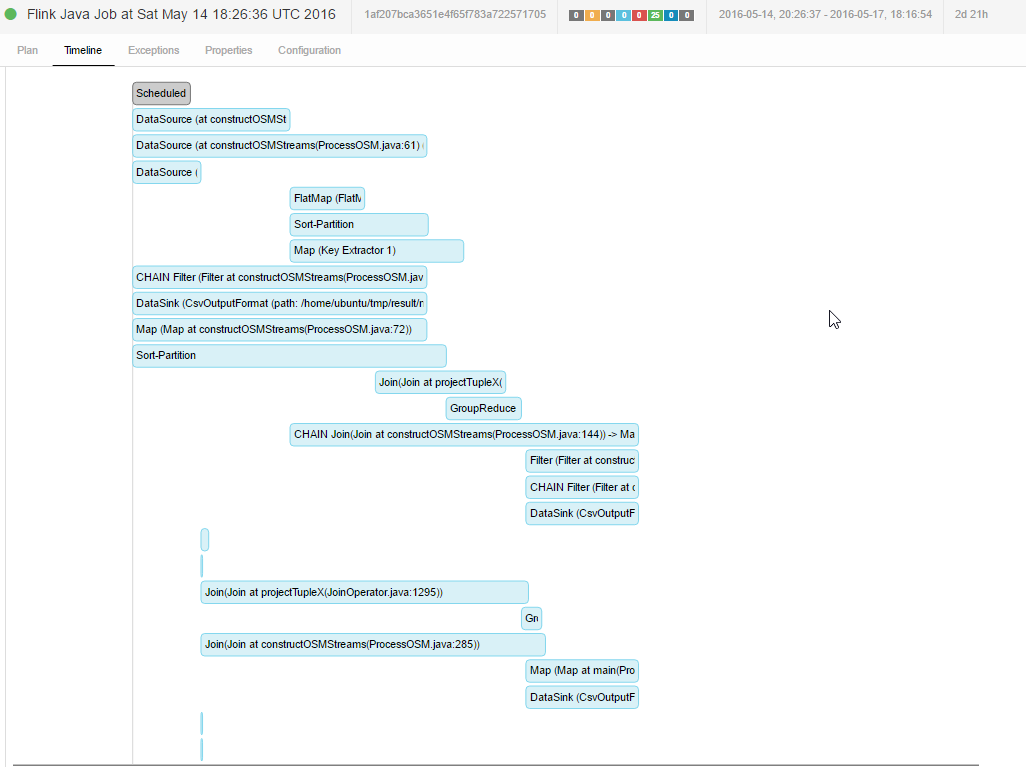 Flink Java Job at Sat May 14 18:26:36 UTC 2016 1af207bca3651e4f65f783a722571705 0 0 0 0 0 25 0 0 2016-05-14, 20:26:37 - 2016-05-17, 18:16:54 2d 21h
Plan Timeline Exceptions Properties Configuration
Scheduled
DataSource (at constructOSMSt
DataSource (at constructOSMStreams(ProcessOSM.java:61) (
DataSource (
FlatMap (FlatM
Sort-Partition
Map (Key Extractor 1)
CHAIN Filter (Filter at constructOSMStreams(ProcessOSM.jav
DataSink (CsvOutputFormat (path: /home/ubuntu/tmp/result/
Map (Map at constructOSMStreams(ProcessOSM.java:72))
Sort-Partition
Join(Join at projectTupleX(
GroupReduce
CHAIN Join(Join at constructOSMStreams(ProcessOSM.java:144)) -> Ma
Filter (Filter at construc
CHAIN Filter (Filter at c
DataSink (CsvOutputF
Join(Join at projectTupleX(JoinOperator.java:1295))
Gr
Join(Join at constructOSMStreams(ProcessOSM.java:285))
Map (Map at main(Pro
DataSink (CsvOutputF